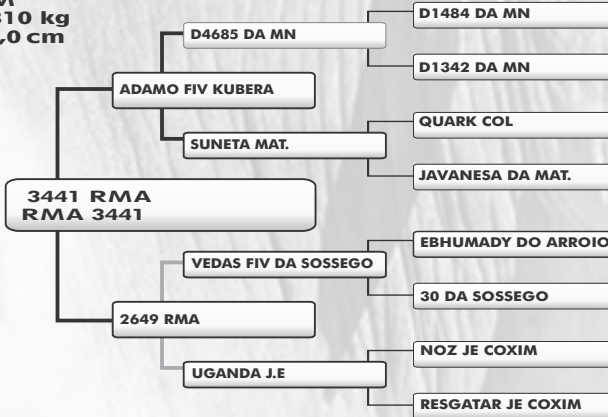 D1484 DA MN
D4685 DA MN
D1342 DA MN
ADAMO FIV KUBERA
QUARK COL
SUNETA MAT.
JAVANESA DA MAT.
3441 RMA
RMA 3441
EBHUMADY DO ARROIO
VEDAS FIV DA SOSSEGO
30 DA SOSSEGO
2649 RMA
NOZ JE COXIM
UGANDA J.E
RESGATAR JE COXIM
kg
cm